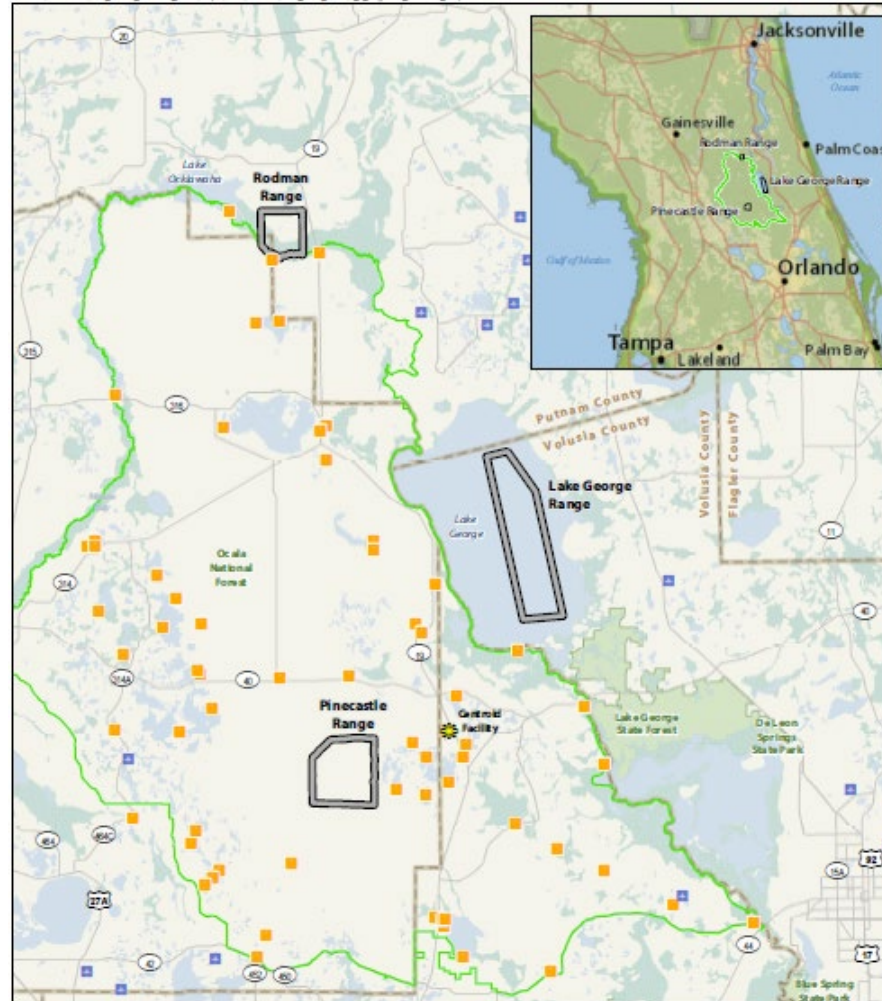 20
19
Lake
Ocklawaha
Rodman
Range
315
316
Putnam County
Volusia County
Volusia County
Flagler County
Lake George
Range
Lake
George
11
Ocala
National
Forest
314
40
19
314A
40
Pinecastle
Range
Centroid
Facility
Lake George
State Forest
De Leon
Springs
State Park
464
464C
27A
92
15A
44
17
42
452
450
Blue Spring
State Park
Jacksonville
Atlantic
Ocean
Gainesville
Rodman Range
Palm Coas
Lake George Range
Pinecastle Range
Gulf of Mexico
Orlando
Tampa
Lakeland
Palm Bay